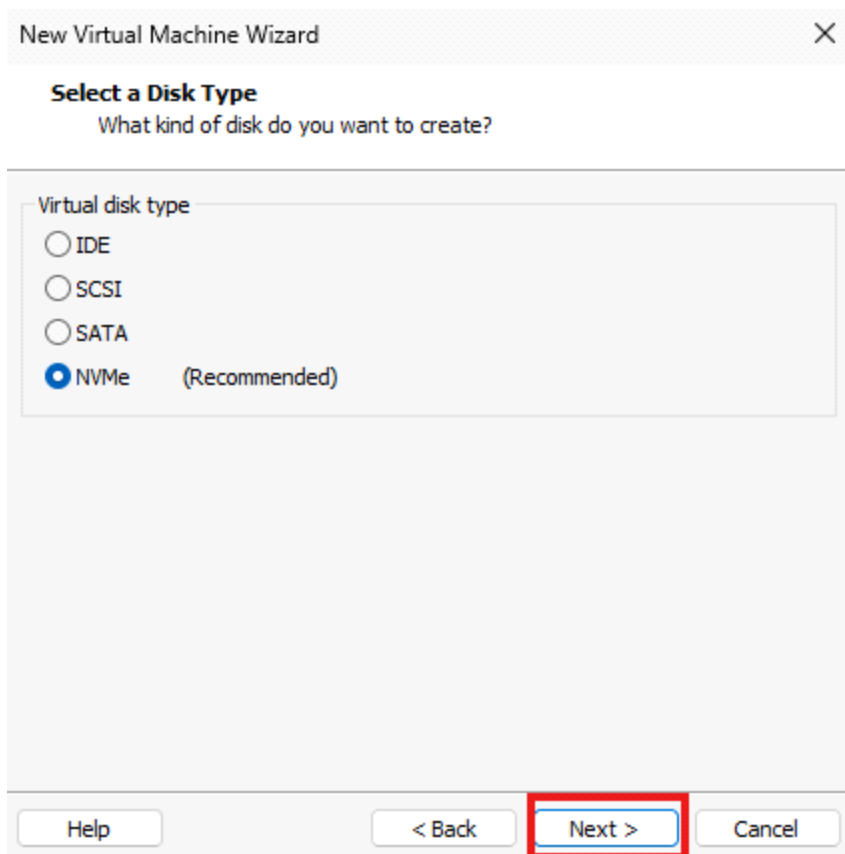 New Virtual Machine Wizard
Select a Disk Type
What kind of disk do you want to create?
Virtual disk type
IDE
SCSI
SATA
NVMe (Recommended)
Help < Back Next > Cancel